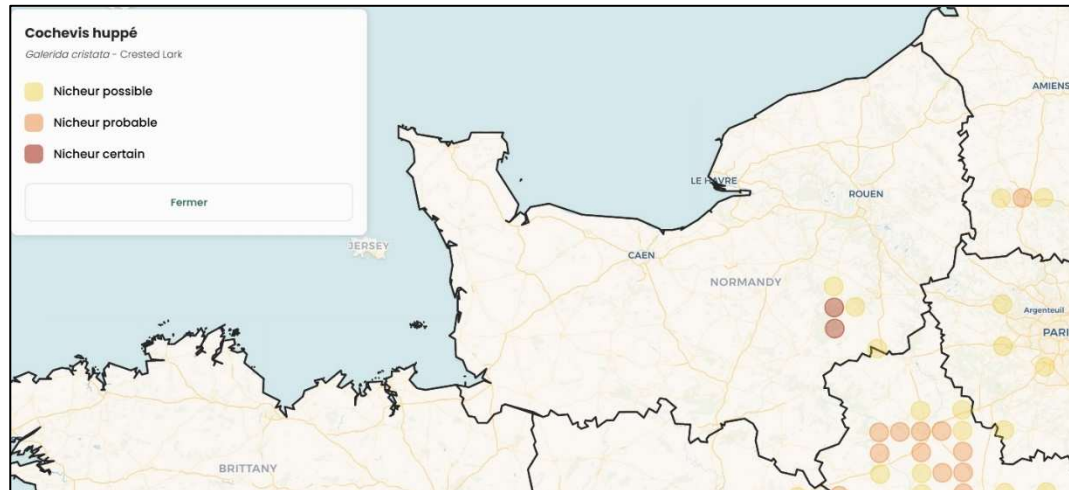 Cochevis huppé
Galerida cristata - Crested Lark
Nicheur possible
Nicheur probable
Nicheur certain
Fermer
AMIENS
LE HAVRE
ROUEN
JERSEY
CAEN
NORMANDY
Argenteuil
PARI
BRITTANY